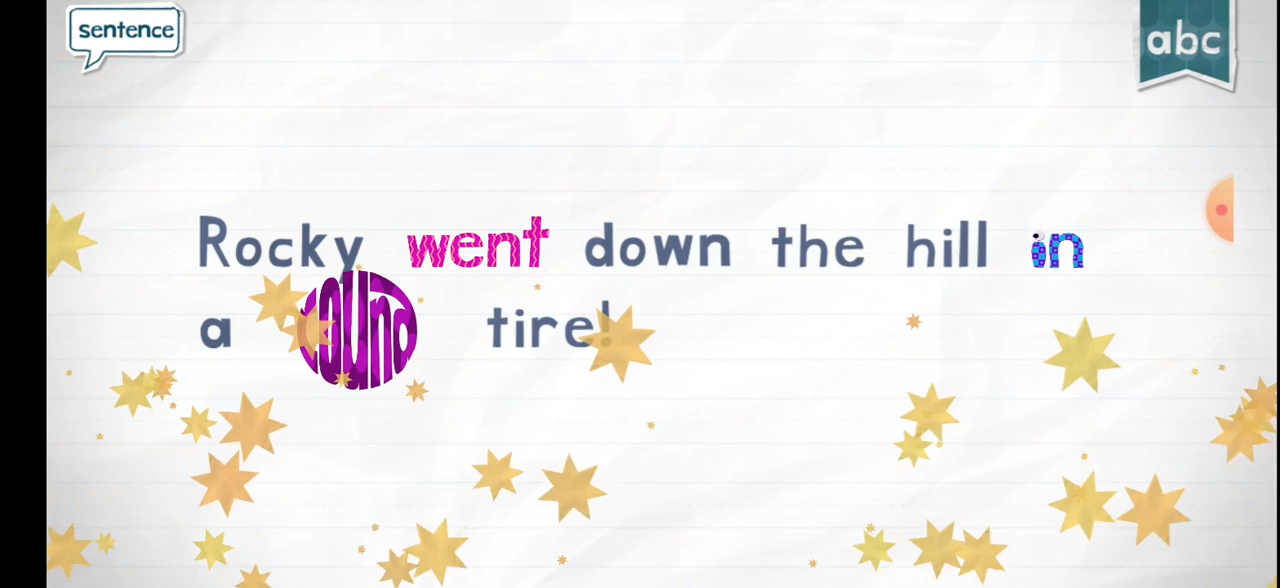 sentence
abc
Rocky went down the hill in
a round tire!